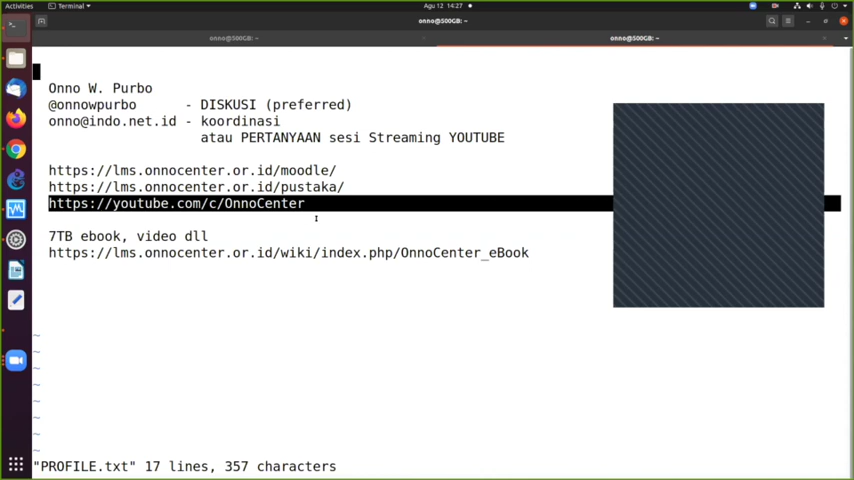 Activities
Terminal
Agu 12 14:27
onno@500GB: ~
onno@500GB: ~
onno@500GB: ~
Onno W. Purbo
@onnowpurbo - DISKUSI (preferred)
onno@indo.net.id - koordinasi
atau PERTANYAAN sesi Streaming YOUTUBE
https://lms.onnocenter.or.id/moodle/
https://lms.onnocenter.or.id/pustaka/
https://youtube.com/c/OnnoCenter
7TB ebook, video dll
https://lms.onnocenter.or.id/wiki/index.php/OnnoCenter_eBook
~
~
~
~
~
~
~
~
"PROFILE.txt" 17 lines, 357 characters